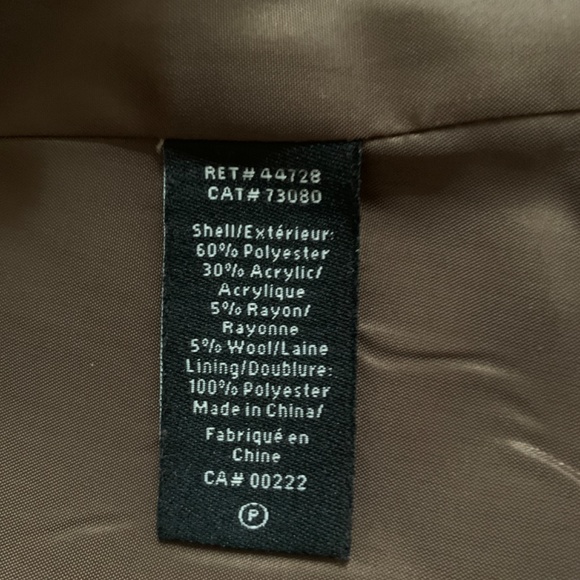 RET# 44728
CAT# 73080
Shell/Extérieur:
60% Polyester
30% Acrylic/
Acrylique
5% Rayon/
Rayonne
5% Wool/Laine
Lining/Doublure:
100% Polyester
Made in China/
Fabriqué en
Chine
CA# 00222
P